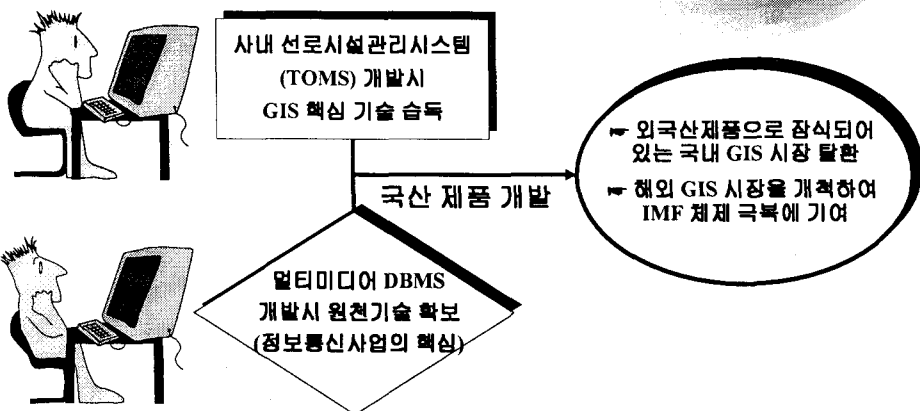 사내 선로시설관리시스템
(TOMS) 개발시
GIS 핵심 기술 습득
국산 제품 개발
☛ 외국산제품으로 잠식되어
있는 국내 GIS 시장 탈환
☛ 해외 GIS 시장을 개척하여
IMF 체제 극복에 기여
멀티미디어 DBMS
개발시 원천기술 확보
(정보통신사업의 핵심)